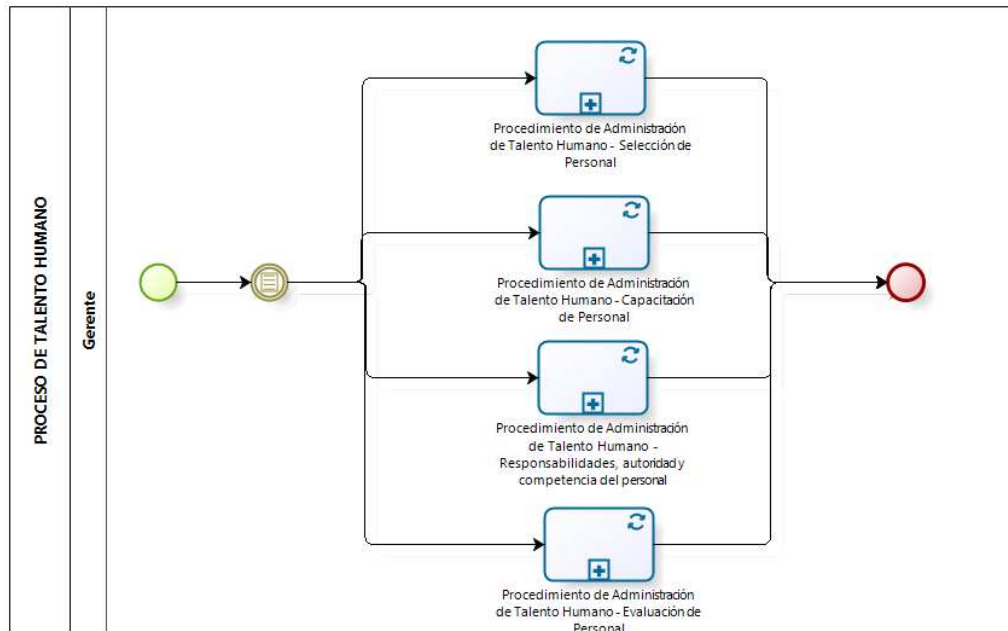 PROCESO DE TALENTO HUMANO
Gerente
Procedimiento de Administración
de Talento Humano - Selección de
Personal
Procedimiento de Administración
de Talento Humano - Capacitación
de Personal
Procedimiento de Administración
de Talento Humano -
Responsabilidades, autoridad y
competencia del personal
Procedimiento de Administración
de Talento Humano - Evaluación de
Personal